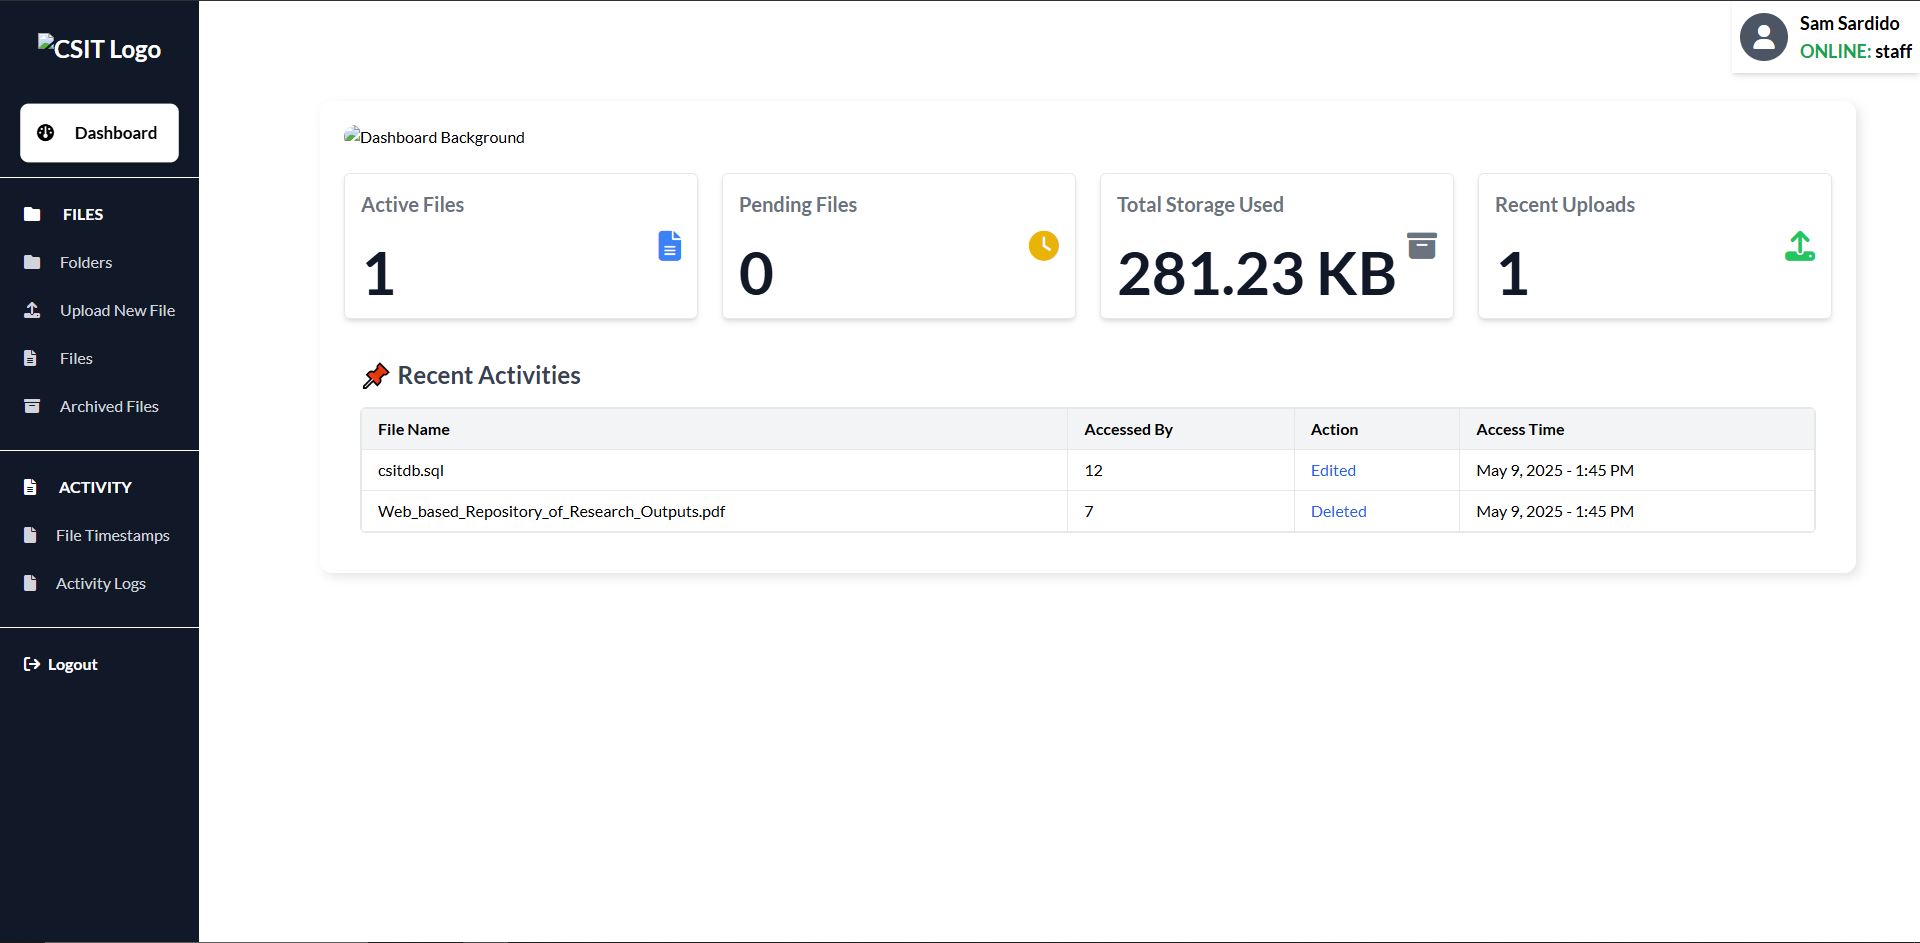 CSIT Logo
Dashboard
FILES
Folders
Upload New File
Files
Archived Files
ACTIVITY
File Timestamps
Activity Logs
Logout
Sam Sardido
ONLINE: staff
Dashboard Background
Active Files
1
Pending Files
0
Total Storage Used
281.23 KB
Recent Uploads
1
Recent Activities
File Name Accessed By Action Access Time
csitdb.sql 12 Edited May 9, 2025 - 1:45 PM
Web_based_Repository_of_Research_Outputs.pdf 7 Deleted May 9, 2025 - 1:45 PM